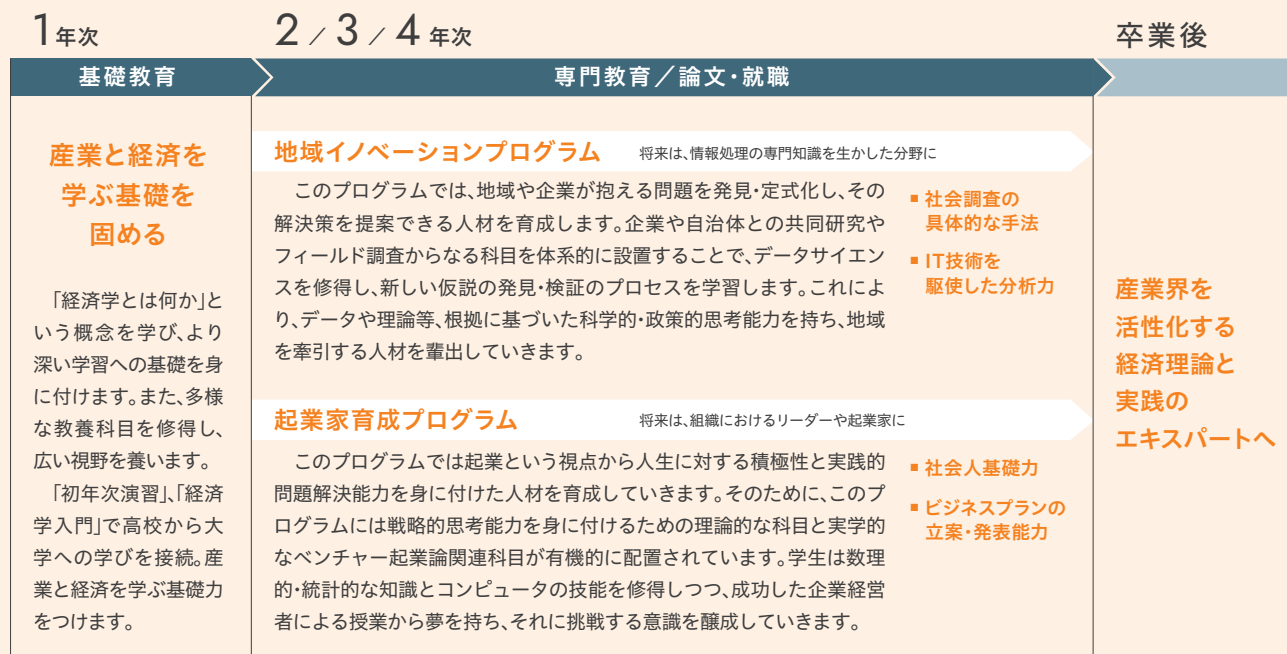 1年次
2／3／4年次
卒業後
基礎教育
専門教育／論文・就職
産業と経済を
学ぶ基礎を
固める
「経済学とは何か」と
いう概念を学び、より
深い学習への基礎を身
に付けます。また、多様
な教養科目を修得し、
広い視野を養います。
「初年次演習」、「経済
学入門」で高校から大
学への学びを接続。産
業と経済を学ぶ基礎力
をつけます。
地域イノベーションプログラム 将来は、情報処理の専門知識を生かした分野に
このプログラムでは、地域や企業が抱える問題を発見・定式化し、その
解決策を提案できる人材を育成します。企業や自治体との共同研究や
フィールド調査からなる科目を体系的に設置することで、データサイエン
スを修得し、新しい仮説の発見・検証のプロセスを学習します。これによ
り、データや理論等、根拠に基づいた科学的・政策的思考能力を持ち、地域
を牽引する人材を輩出していきます。
■ 社会調査の
具体的な手法
■ IT技術を
駆使した分析力
起業家育成プログラム 将来は、組織におけるリーダーや起業家に
このプログラムでは起業という視点から人生に対する積極性と実践的
問題解決能力を身に付けた人材を育成していきます。そのために、このプ
ログラムには戦略的思考能力を身に付けるための理論的な科目と実学的
なベンチャー起業論関連科目が有機的に配置されています。学生は数理
的・統計的な知識とコンピュータの技能を修得しつつ、成功した企業経営
者による授業から夢を持ち、それに挑戦する意識を醸成していきます。
■ 社会人基礎力
■ ビジネスプランの
立案・発表能力
産業界を
活性化する
経済理論と
実践の
エキスパートへ